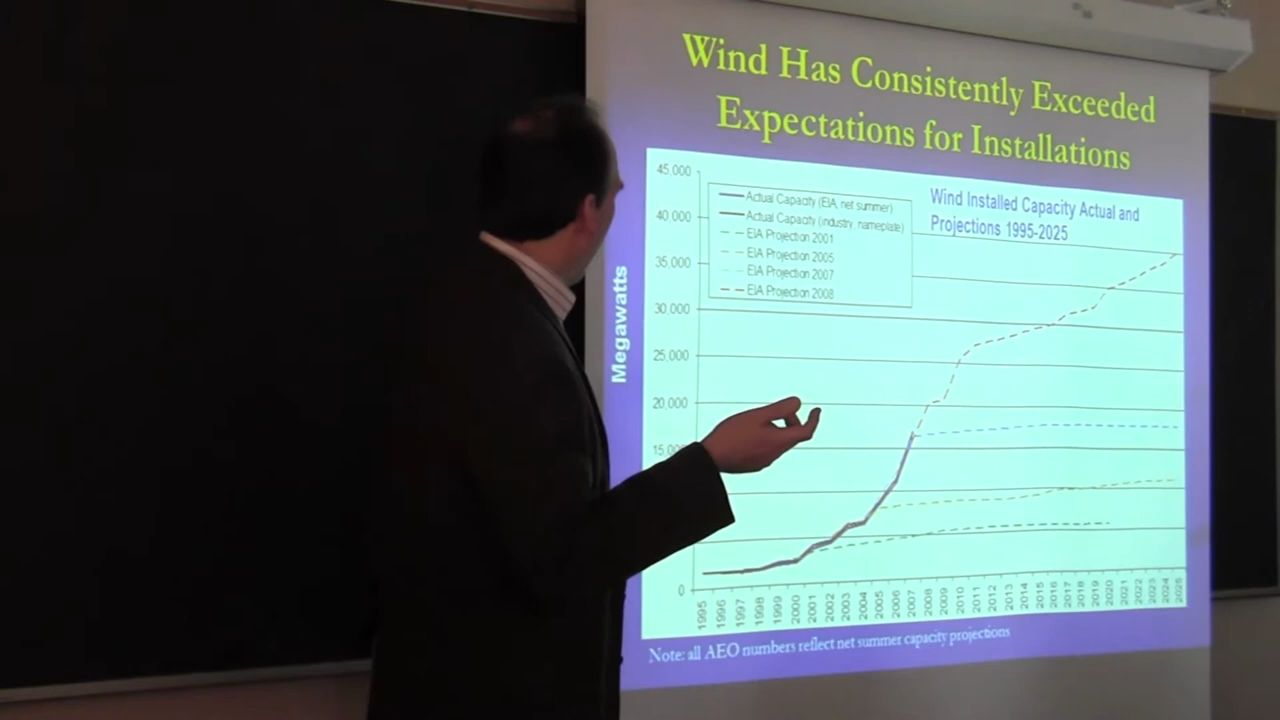 Wind Has Consistently Exceeded
Expectations for Installations
Wind Installed Capacity Actual and
Projections 1995-2025
Megawatts
45,000
40,000
35,000
30,000
25,000
20,000
15,000
0
Actual Capacity (EIA, net summer)
Actual Capacity (industry, nameplate)
EIA Projection 2001
EIA Projection 2005
EIA Projection 2007
EIA Projection 2008
1995 1996 1997 1998 1999 2000 2001 2002 2003 2004 2005 2006 2007 2008 2009 2010 2011 2012 2013 2014 2015 2016 2017 2018 2019 2020 2021 2022 2023 2024 2025
Note: all AEO numbers reflect net summer capacity projections